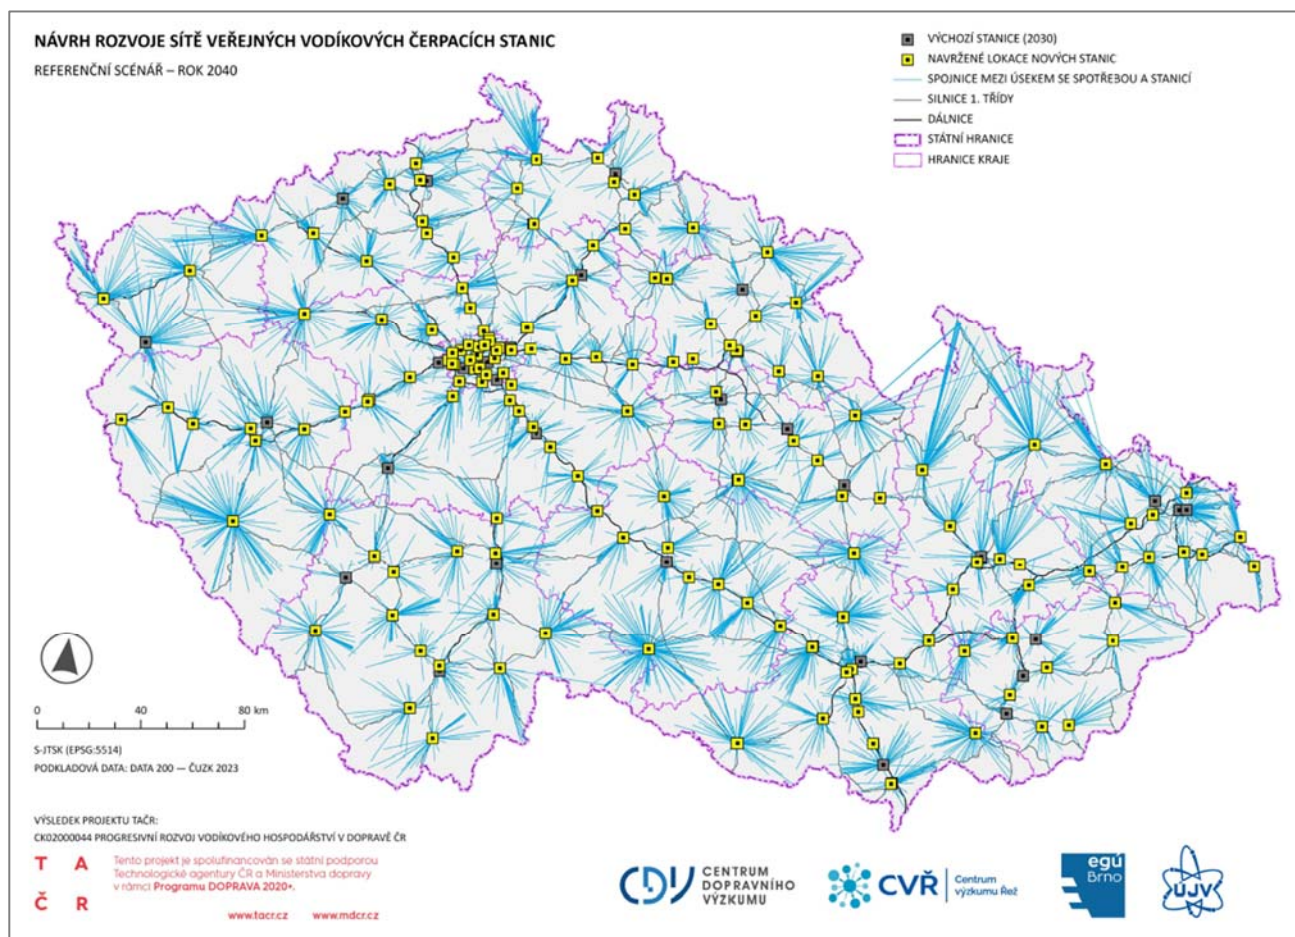 NÁVRH ROZVOJE SÍTĚ VEŘEJNÝCH VODÍKOVÝCH ČERPACÍCH STANIC
REFERENČNÍ SCÉNÁŘ – ROK 2040
VÝCHOZÍ STANICE (2030)
NAVRŽENÉ LOKACE NOVÝCH STANIC
SPOJNICE MEZI ÚSEKEM SE SPOTŘEBOU A STANICÍ
SILNICE 1. TŘÍDY
DÁLNICE
STÁTNÍ HRANICE
HRANICE KRAJE
0 40 80 km
S-JTSK (EPSG:5514)
PODKLADOVÁ DATA: DATA 200 — ČUZK 2023
VÝSLEDEK PROJEKTU TAČR:
CK02000044 PROGRESIVNÍ ROZVOJ VODÍKOVÉHO HOSPODÁŘSTVÍ V DOPRAVĚ ČR
T A
Č R
Tento projekt je spolufinancován se státní podporou
Technologické agentury ČR a Ministerstva dopravy
v rámci Programu DOPRAVA 2020+.
www.tacr.cz www.mdcr.cz
CDV
CENTRUM
DOPRAVNÍHO
VÝZKUMU
CVŘ
Centrum
výzkumu Řež
egú
Brno
ÚJV